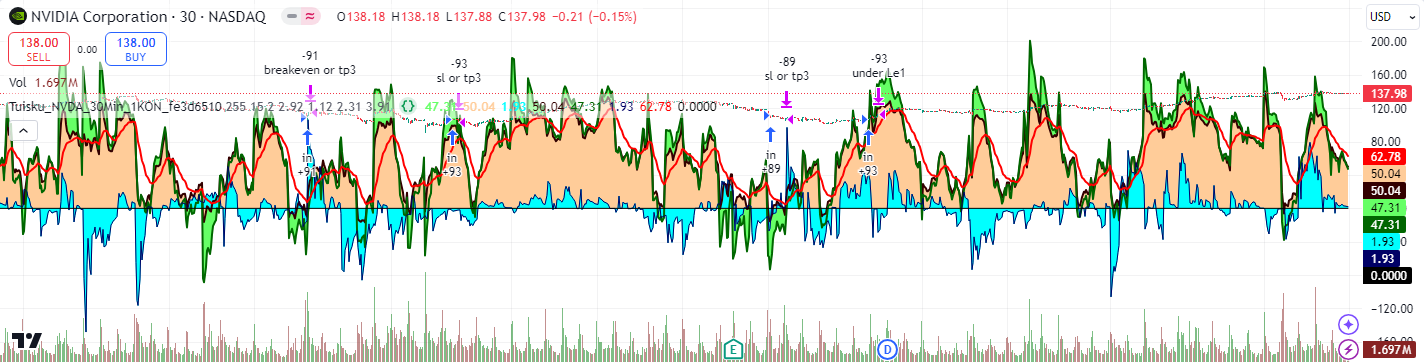 NVIDIA Corporation · 30 · NASDAQ O138.18 H138.18 L137.88 C137.98 −0.21 (−0.15%)
USD
138.00 SELL
0.00
138.00 BUY
Vol 1.697M
Tuisku_NVDA_30Min_1KON_fe3d6510 255 15 2 2.92 1.12 2.31 3.91 47.31 50.04 1.93 50.04 47.31 1.93 62.78 0.0000
-91
breakeven or tp3
in
+91
-93
sl or tp3
in
+93
-89
sl or tp3
in
+89
-93
under Le1
in
+93
200.00
160.00
137.98
120.00
80.00
62.78
50.04
50.04
47.31
47.31
1.93
1.93
0.0000
−120.00
1.697M
E
D